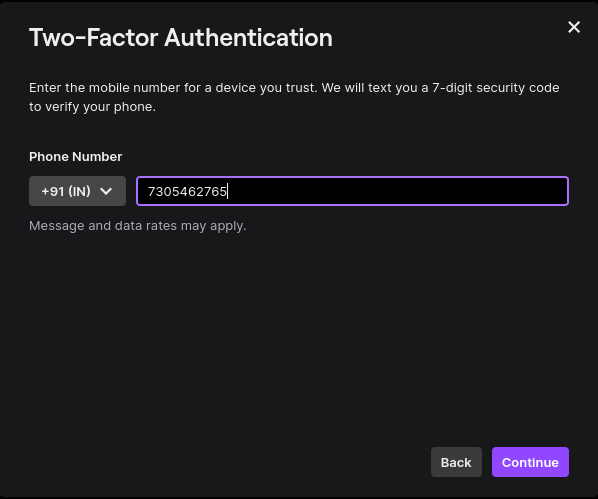 Two-Factor Authentication
Enter the mobile number for a device you trust. We will text you a 7-digit security code
to verify your phone.
Phone Number
+91 (IN) 7305462765
Message and data rates may apply.
Back Continue